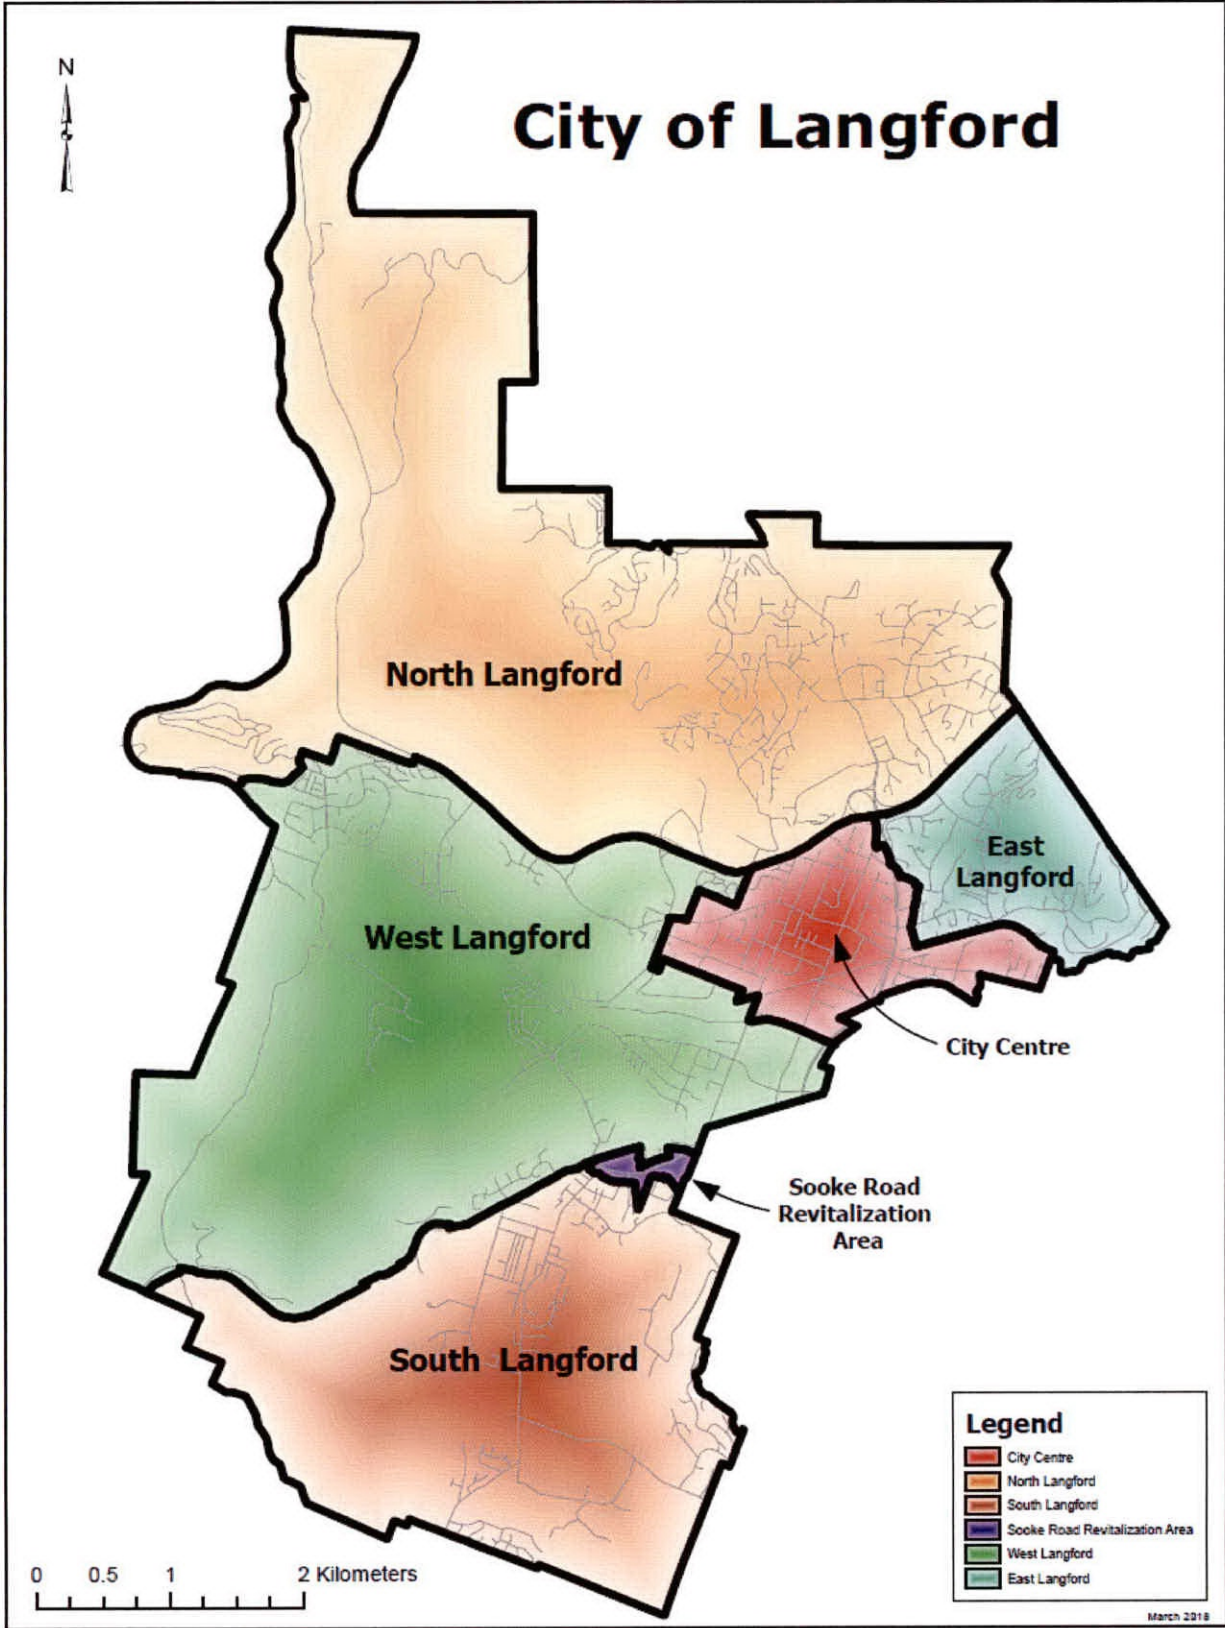 N
City of Langford
North Langford
East
Langford
West Langford
City Centre
Sooke Road
Revitalization
Area
South Langford
Legend
City Centre
North Langford
South Langford
Sooke Road Revitalization Area
West Langford
East Langford
0 0.5 1 2 Kilometers
March 2018